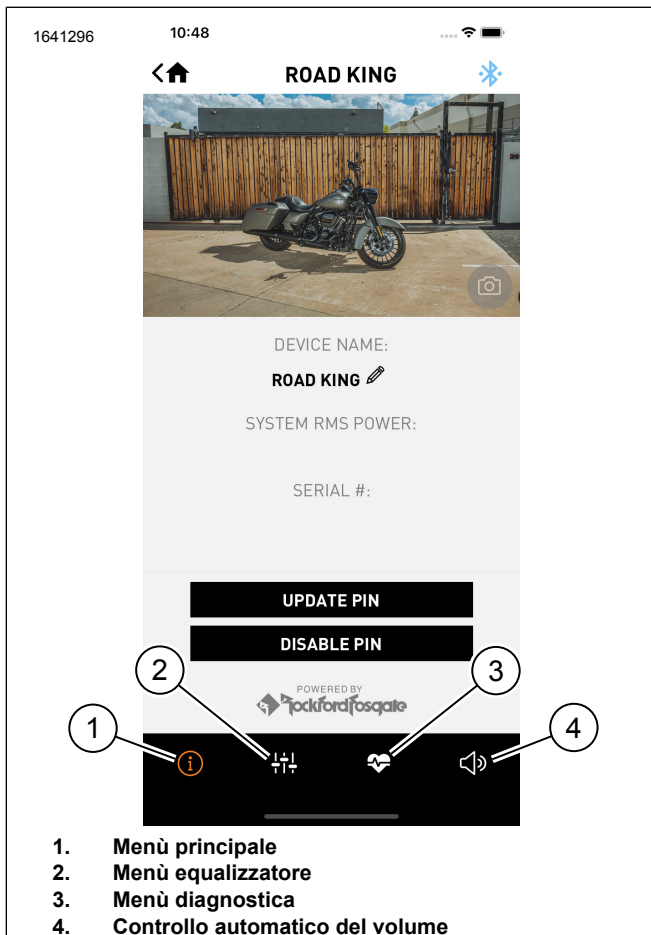 1641296
10:48
ROAD KING
DEVICE NAME:
ROAD KING
SYSTEM RMS POWER:
SERIAL #:
UPDATE PIN
DISABLE PIN
2
3
POWERED BY
Rockford Fosgate
1
4
1. Menù principale
2. Menù equalizzatore
3. Menù diagnostica
4. Controllo automatico del volume